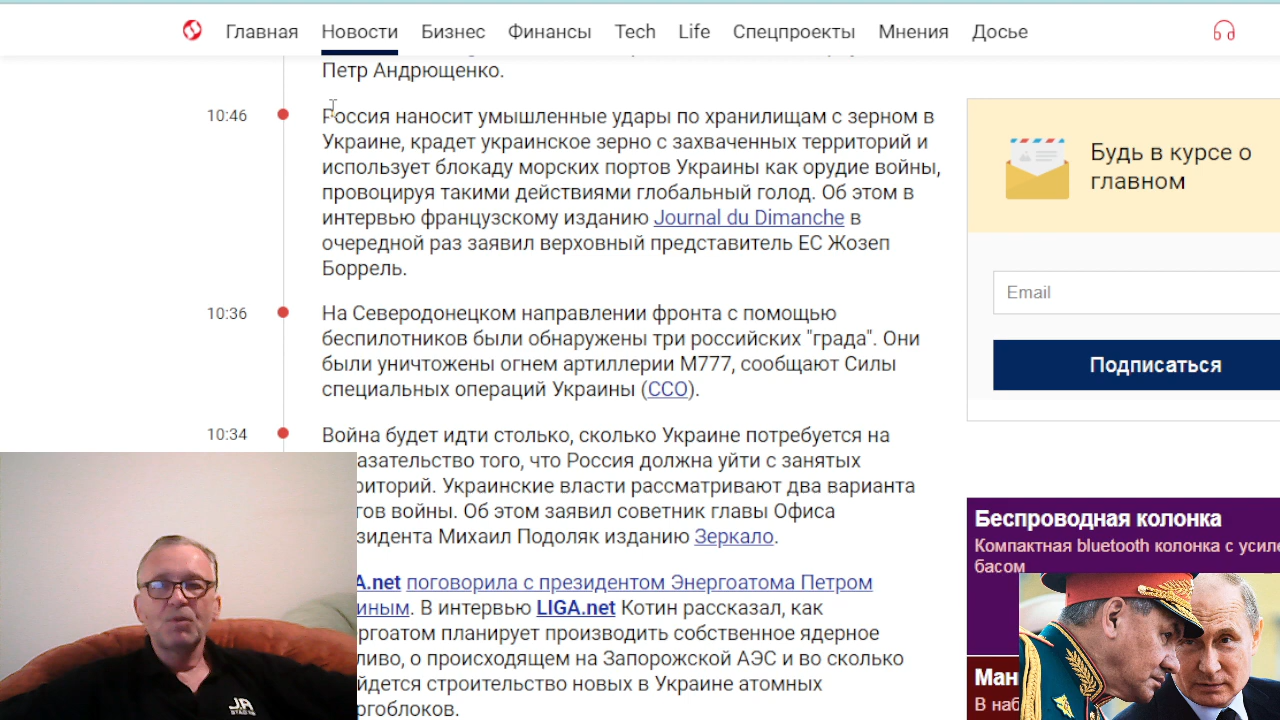 Главная Новости Бизнес Финансы Tech Life Спецпроекты Мнения Досье
Петр Андрющенко.
10:46
Россия наносит умышленные удары по хранилищам с зерном в
Украине, крадет украинское зерно с захваченных территорий и
использует блокаду морских портов Украины как орудие войны,
провоцируя такими действиями глобальный голод. Об этом в
интервью французскому изданию Journal du Dimanche в
очередной раз заявил верховный представитель ЕС Жозеп
Боррель.
10:36
На Северодонецком направлении фронта с помощью
беспилотников были обнаружены три российских "града". Они
были уничтожены огнем артиллерии М777, сообщают Силы
специальных операций Украины (ССО).
10:34
Война будет идти столько, сколько Украине потребуется на
азательство того, что Россия должна уйти с занятых
риторий. Украинские власти рассматривают два варианта
гов войны. Об этом заявил советник главы Офиса
зидента Михаил Подоляк изданию Зеркало.
A.net поговорила с президентом Энергоатома Петром
иным. В интервью LIGA.net Котин рассказал, как
ргоатом планирует производить собственное ядерное
ливо, о происходящем на Запорожской АЭС и во сколько
йдется строительство новых в Украине атомных
ргоблоков.
Будь в курсе о
главном
Email
Подписаться
Беспроводная колонка
Компактная bluetooth колонка с усиле
басом
Ман
В наб
JA